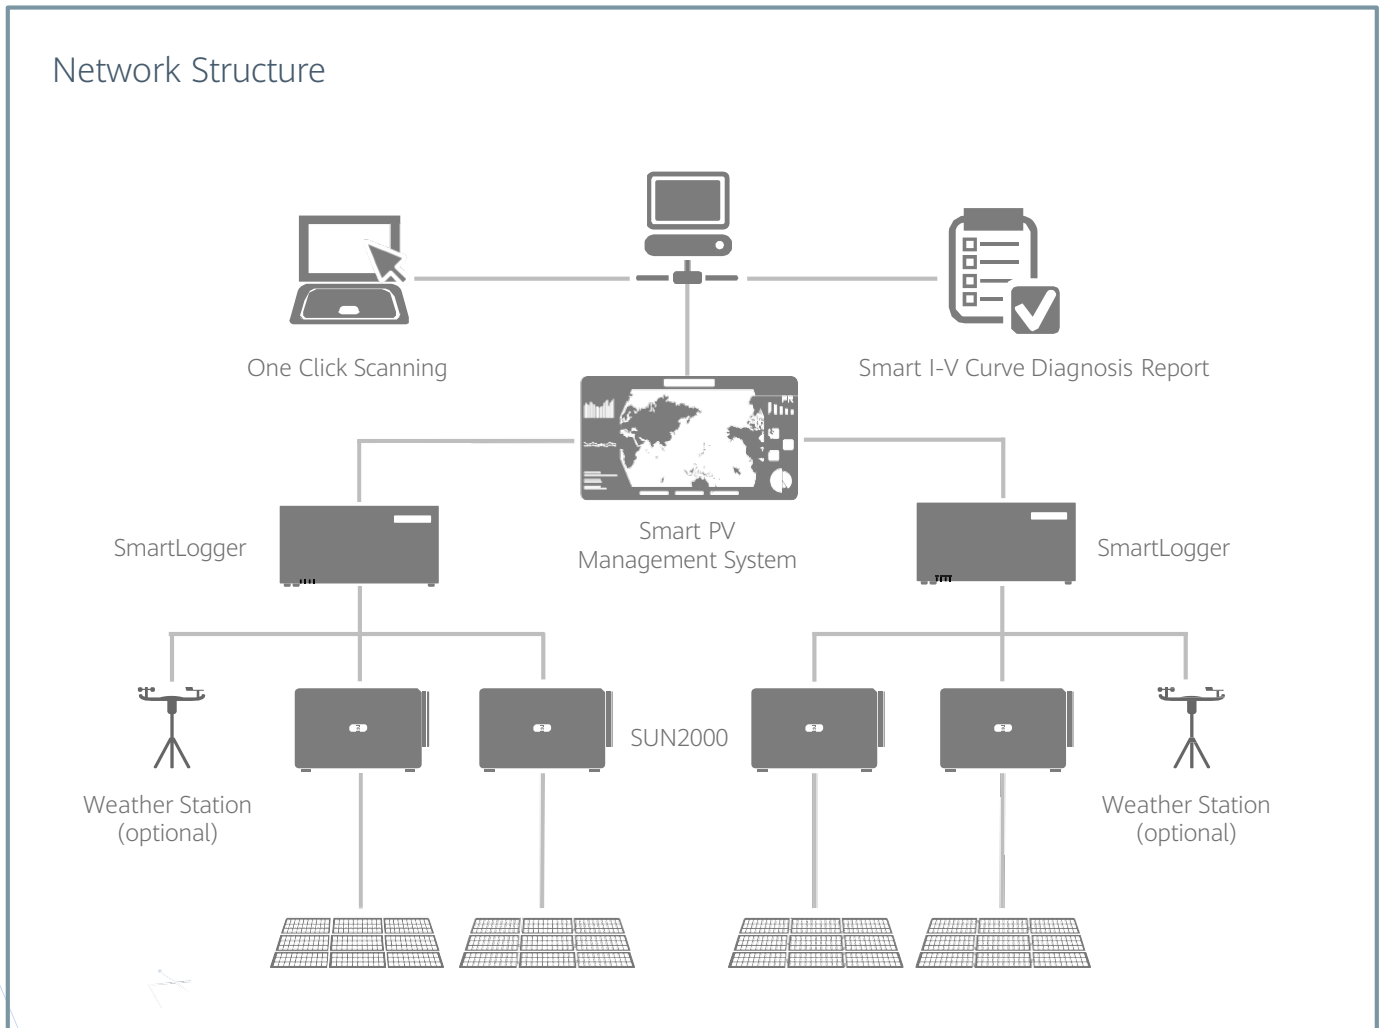 Network Structure
One Click Scanning
Smart I-V Curve Diagnosis Report
SmartLogger
Smart PV
Management System
SmartLogger
SUN2000
Weather Station
(optional)
Weather Station
(optional)